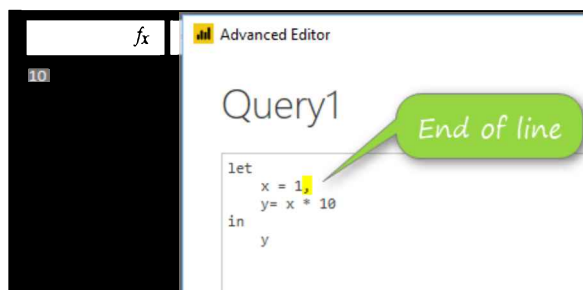 fx
10
Advanced Editor
Query1
End of line
let
x = 1,
y= x * 10
in
y